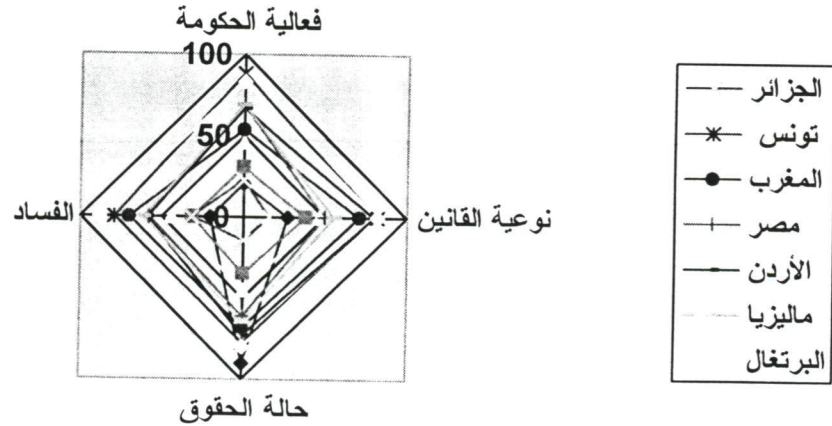 فعالية الحكومة
100
50
0
الفساد
نوعية القانين
حالة الحقوق
الجزائر
تونس
المغرب
مصر
الأردن
ماليزيا
البرتغال